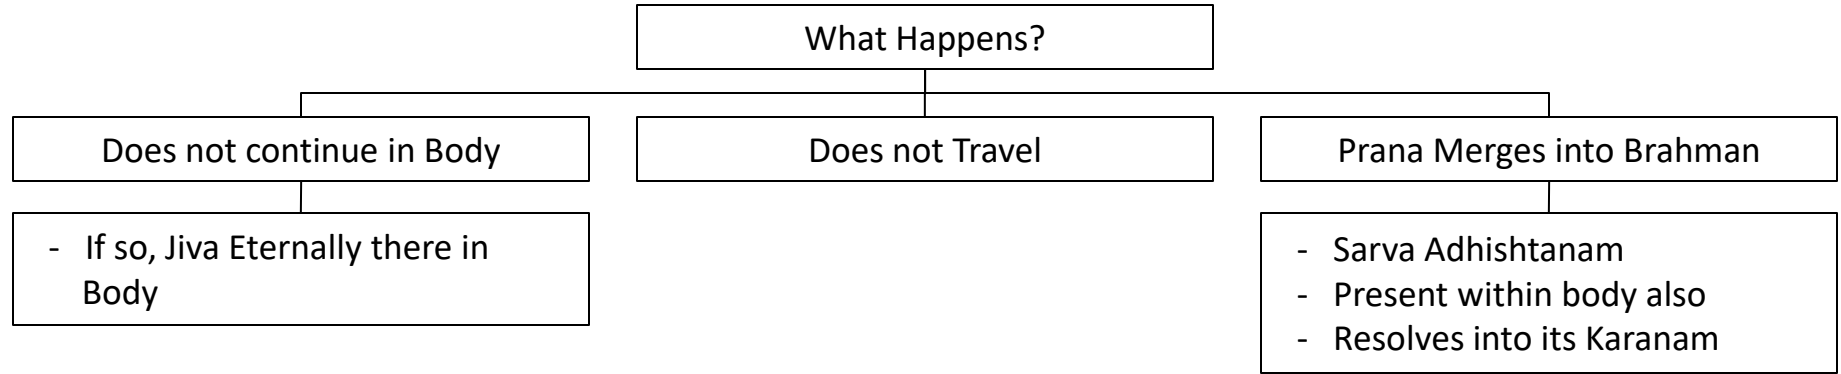 What Happens?
Does not continue in Body
Does not Travel
Prana Merges into Brahman
- If so, Jiva Eternally there in
Body
- Sarva Adhishtanam
- Present within body also
- Resolves into its Karanam